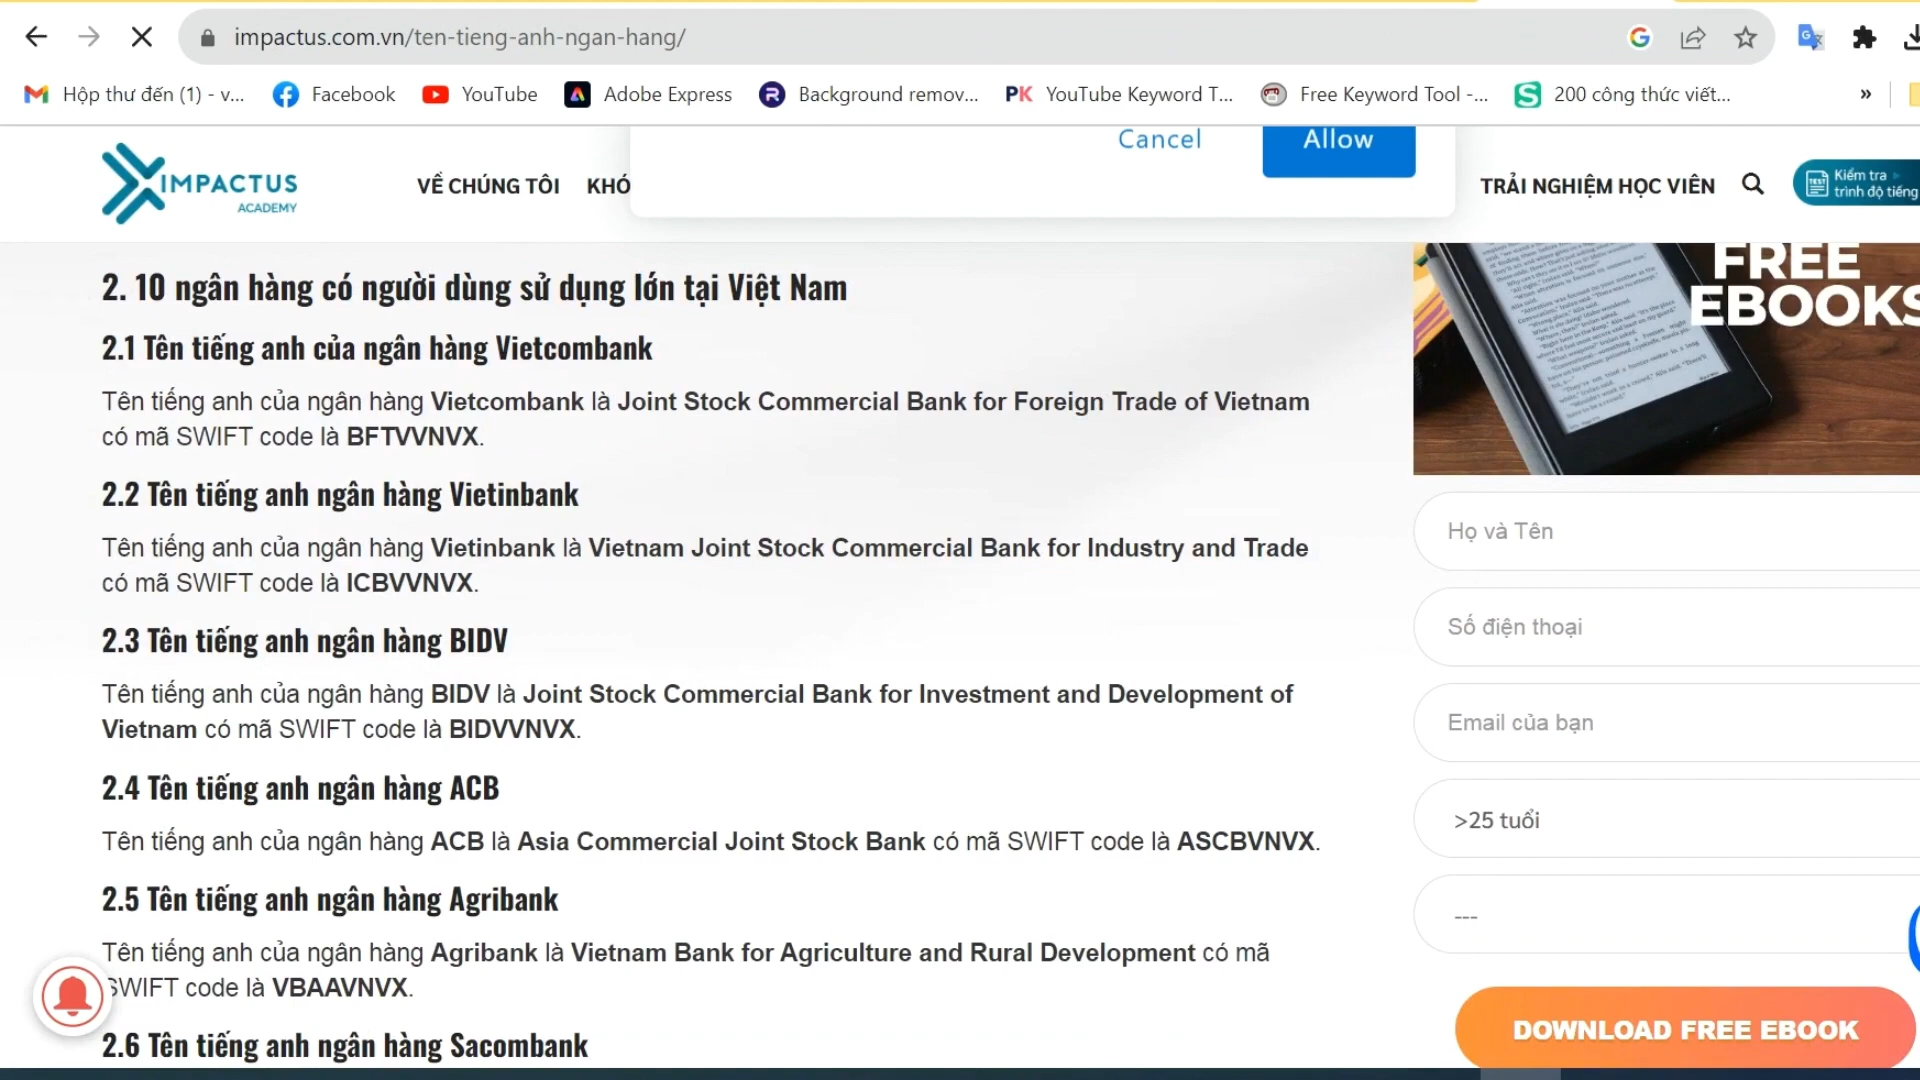 impactus.com.vn/ten-tieng-anh-ngan-hang/
Hộp thư đến (1) - v...
Facebook
YouTube
Adobe Express
Background remov...
PK YouTube Keyword T...
Free Keyword Tool -...
200 công thức viết...
»
Cancel
Allow
IMPACTUS
ACADEMY
VỀ CHÚNG TÔI
KHÓ
TRẢI NGHIỆM HỌC VIÊN
TEST
Kiểm tra
trình độ tiếng
2. 10 ngân hàng có người dùng sử dụng lớn tại Việt Nam
2.1 Tên tiếng anh của ngân hàng Vietcombank
Tên tiếng anh của ngân hàng Vietcombank là Joint Stock Commercial Bank for Foreign Trade of Vietnam
có mã SWIFT code là BFTVVNVX.
2.2 Tên tiếng anh ngân hàng Vietinbank
Tên tiếng anh của ngân hàng Vietinbank là Vietnam Joint Stock Commercial Bank for Industry and Trade
có mã SWIFT code là ICBVVNVX.
2.3 Tên tiếng anh ngân hàng BIDV
Tên tiếng anh của ngân hàng BIDV là Joint Stock Commercial Bank for Investment and Development of
Vietnam có mã SWIFT code là BIDVVNVX.
2.4 Tên tiếng anh ngân hàng ACB
Tên tiếng anh của ngân hàng ACB là Asia Commercial Joint Stock Bank có mã SWIFT code là ASCBVNVX.
2.5 Tên tiếng anh ngân hàng Agribank
Tên tiếng anh của ngân hàng Agribank là Vietnam Bank for Agriculture and Rural Development có mã
SWIFT code là VBAAVNVX.
2.6 Tên tiếng anh ngân hàng Sacombank
FREE
EBOOKS
Họ và Tên
Số điện thoại
Email của bạn
>25 tuổi
---
DOWNLOAD FREE EBOOK